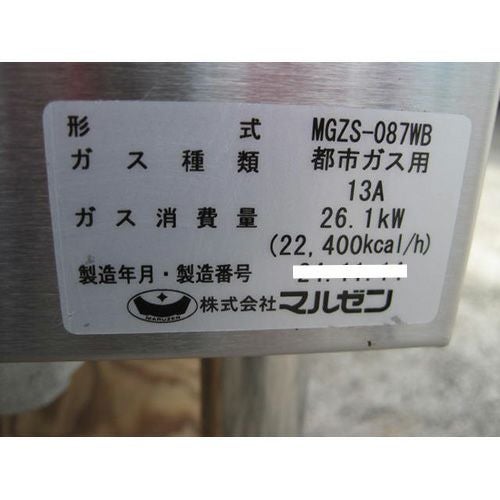 形 式 MGZS-087WB
ガス種類 都市ガス用
13A
ガス消費量 26.1kW
(22,400kcal/h)
製造年月・製造番号
MARUZEN 株式会社マルゼン